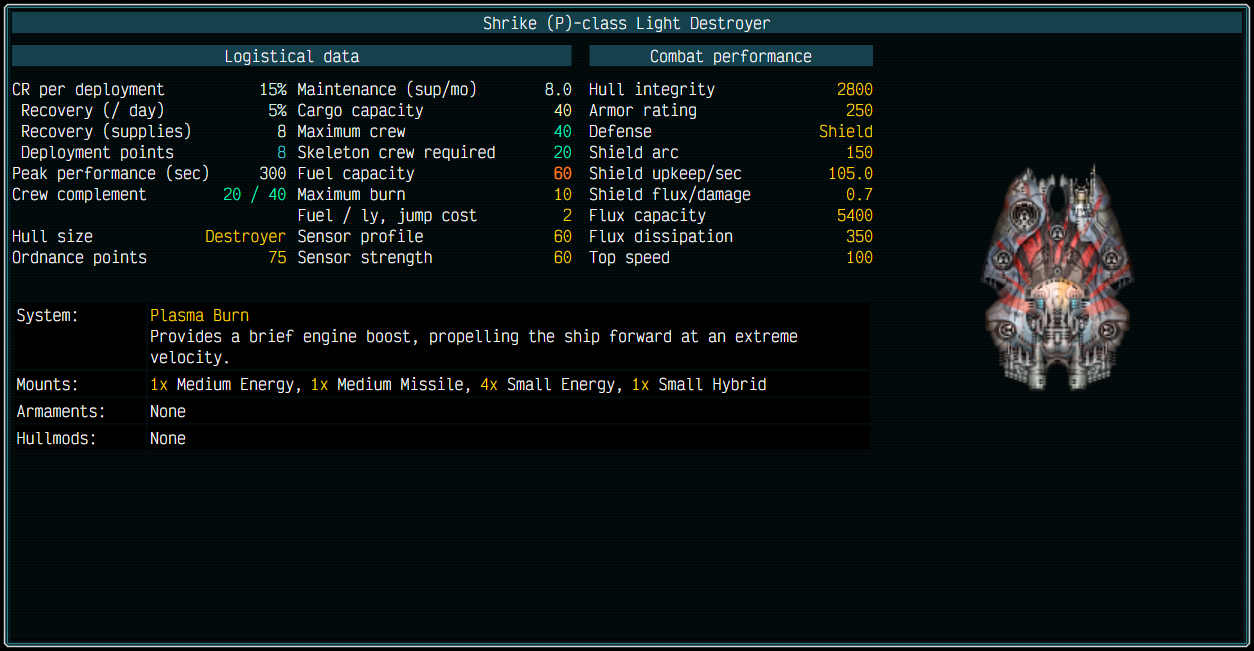 Shrike (P)-class Light Destroyer
Logistical data
CR per deployment 15%
Recovery (/ day) 5%
Recovery (supplies) 8
Deployment points 8
Peak performance (sec) 300
Crew complement 20 / 40
Hull size Destroyer
Ordnance points 75
Maintenance (sup/mo) 8.0
Cargo capacity 40
Maximum crew 40
Skeleton crew required 20
Fuel capacity 60
Maximum burn 10
Fuel / ly, jump cost 2
Sensor profile 60
Sensor strength 60
Combat performance
Hull integrity 2800
Armor rating 250
Defense Shield
Shield arc 150
Shield upkeep/sec 105.0
Shield flux/damage 0.7
Flux capacity 5400
Flux dissipation 350
Top speed 100
System: Plasma Burn
Provides a brief engine boost, propelling the ship forward at an extreme
velocity.
Mounts: 1x Medium Energy, 1x Medium Missile, 4x Small Energy, 1x Small Hybrid
Armaments: None
Hullmods: None